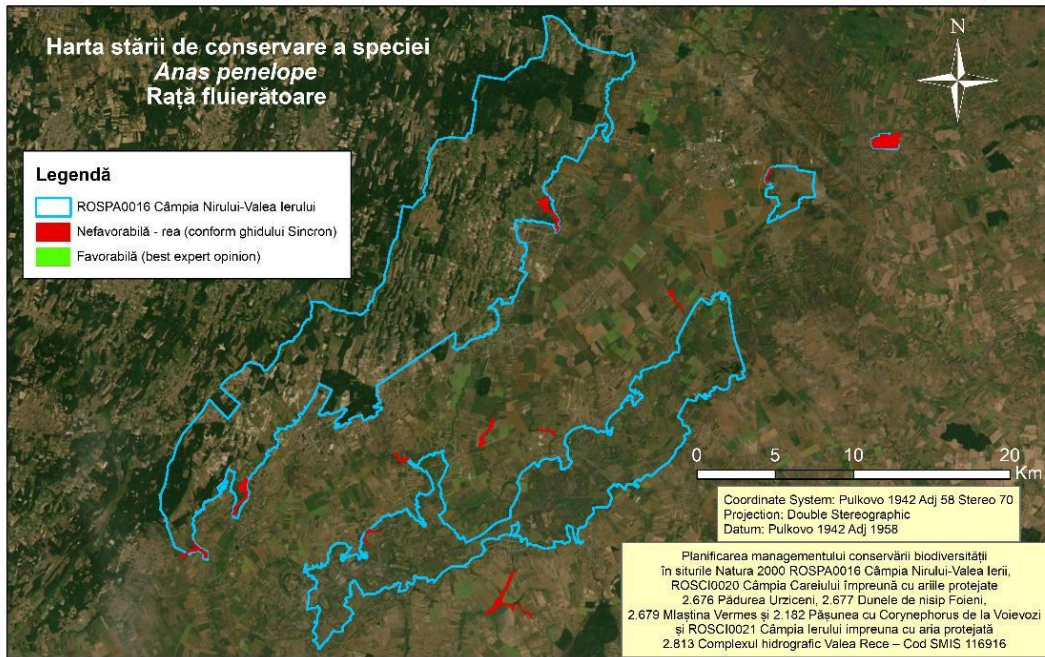 Harta stării de conservare a speciei
Anas penelope
Rață fluierătoare
N
Legendă
ROSPA0016 Câmpia Nirului-Valea Ierului
Nefavorabilă - rea (conform ghidului Sincron)
Favorabilă (best expert opinion)
0 5 10 20
Km
Coordinate System: Pulkovo 1942 Adj 58 Stereo 70
Projection: Double Stereographic
Datum: Pulkovo 1942 Adj 1958
Planificarea managementului conservării biodiversității
în siturile Natura 2000 ROSPA0016 Câmpia Nirului-Valea Ierii,
ROSCI0020 Câmpia Careiului împreună cu ariile protejate
2.676 Pădurea Urziceni, 2.677 Dunele de nisip Foieni,
2.679 Mlaștina Vermeș și 2.182 Pășunea cu Corynephorus de la Voievozi
și ROSCI0021 Câmpia Ierului impreuna cu aria protejată
2.813 Complexul hidrografic Valea Rece – Cod SMIS 116916